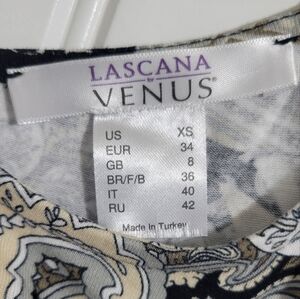 LASCANA
by
VENUS®
US XS
EUR 34
GB 8
BR/F/B 36
IT 40
RU 42
Made in Turkey